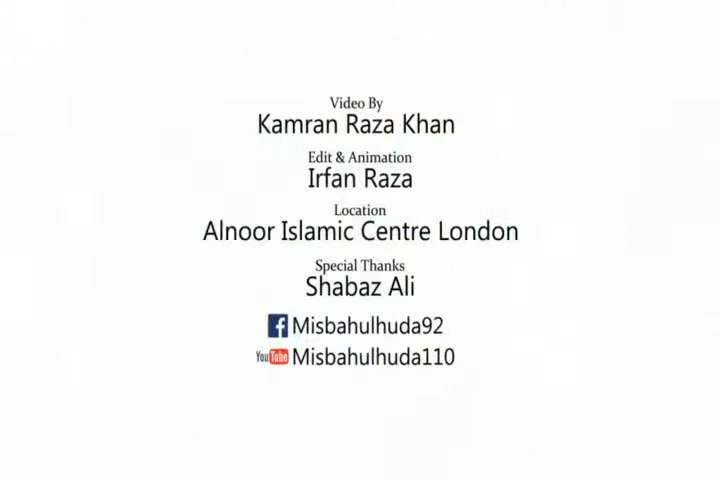 Video By
Kamran Raza Khan
Edit & Animation
Irfan Raza
Location
Alnoor Islamic Centre London
Special Thanks
Shabaz Ali
f Misbahulhuda92
YouTube Misbahulhuda110